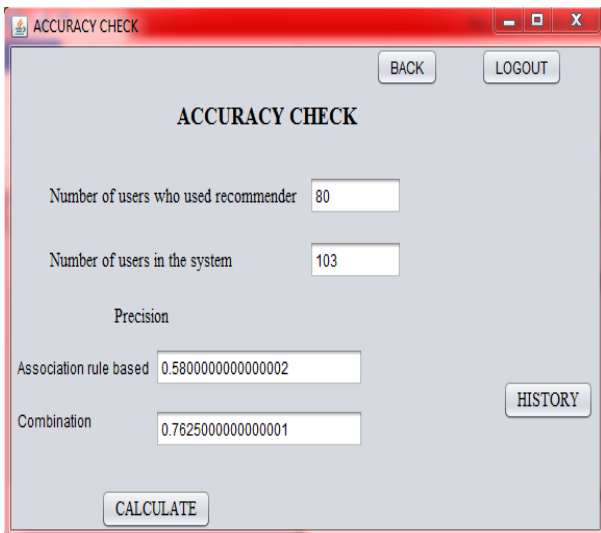 ACCURACY CHECK
BACK
LOGOUT
ACCURACY CHECK
Number of users who used recommender 80
Number of users in the system 103
Precision
Association rule based 0.5800000000000002
HISTORY
Combination 0.7625000000000001
CALCULATE